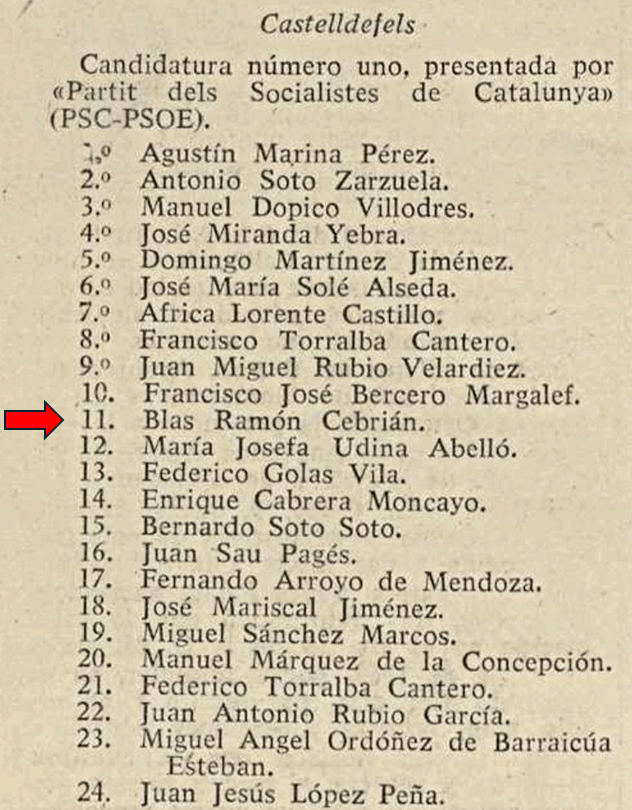 Castelldefels
Candidatura número uno, presentada por
«Partit dels Socialistes de Catalunya»
(PSC-PSOE).
1.º Agustín Marina Pérez.
2.º Antonio Soto Zarzuela.
3.º Manuel Dopico Villodres.
4.º José Miranda Yebra.
5.º Domingo Martínez Jiménez.
6.º José María Solé Alseda.
7.º Africa Lorente Castillo.
8.º Francisco Torralba Cantero.
9.º Juan Miguel Rubio Velardiez.
10. Francisco José Bercero Margalef.
11. Blas Ramón Cebrián.
12. María Josefa Udina Abelló.
13. Federico Golas Vila.
14. Enrique Cabrera Moncayo.
15. Bernardo Soto Soto.
16. Juan Sau Pagés.
17. Fernando Arroyo de Mendoza.
18. José Mariscal Jiménez.
19. Miguel Sánchez Marcos.
20. Manuel Márquez de la Concepción.
21. Federico Torralba Cantero.
22. Juan Antonio Rubio García.
23. Miguel Angel Ordóñez de Barraicúa
Esteban.
24. Juan Jesús López Peña.